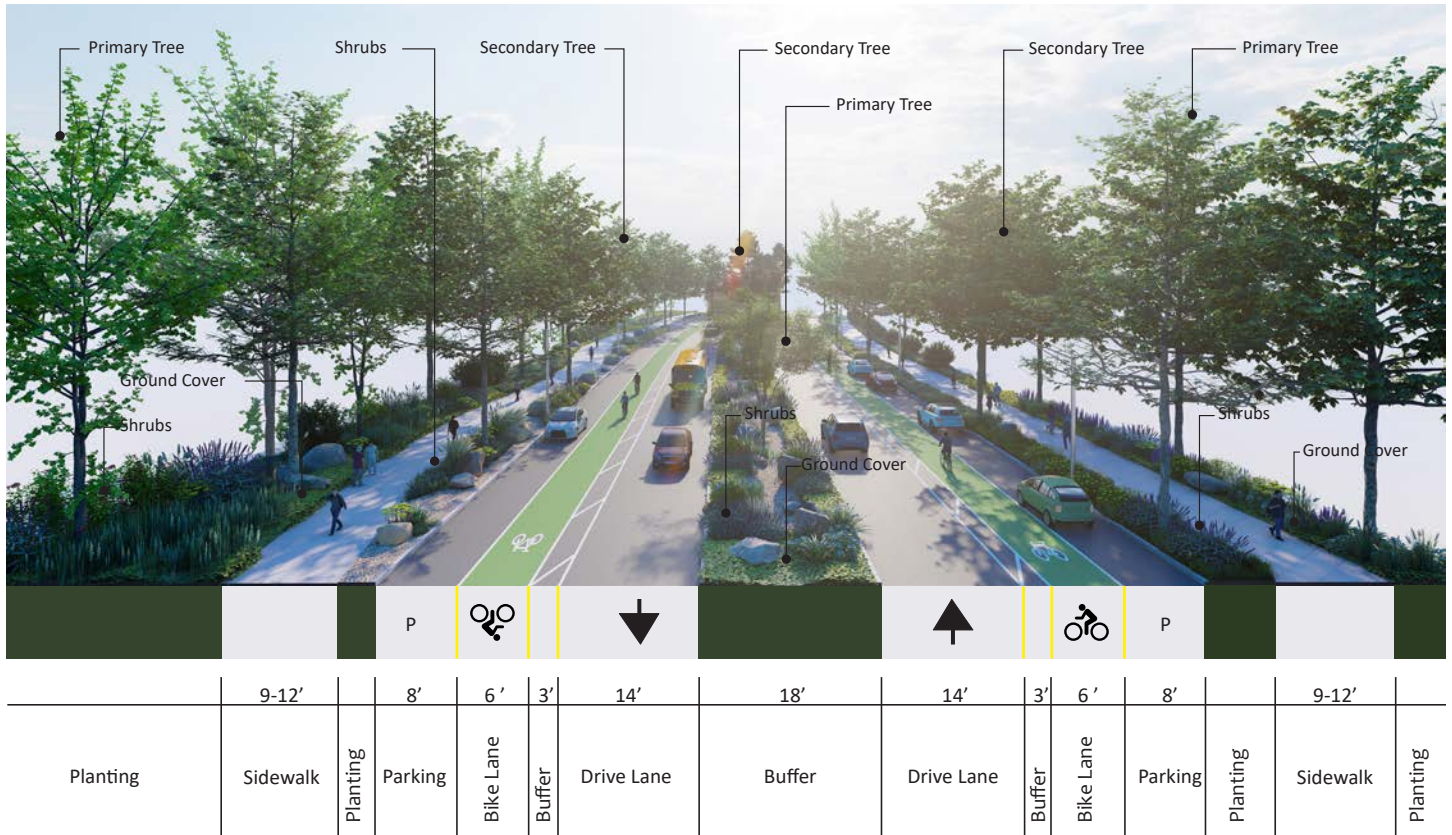 Primary Tree
Shrubs
Secondary Tree
Secondary Tree
Secondary Tree
Primary Tree
Primary Tree
Ground Cover
Shrubs
Shrubs
Ground Cover
Shrubs
Ground Cover
P
P
9-12’
8’
6 ’
3’
14’
18’
14’
3’
6 ’
8’
9-12’
Planting
Sidewalk
Planting
Parking
Bike Lane
Buffer
Drive Lane
Buffer
Drive Lane
Buffer
Bike Lane
Parking
Planting
Sidewalk
Planting